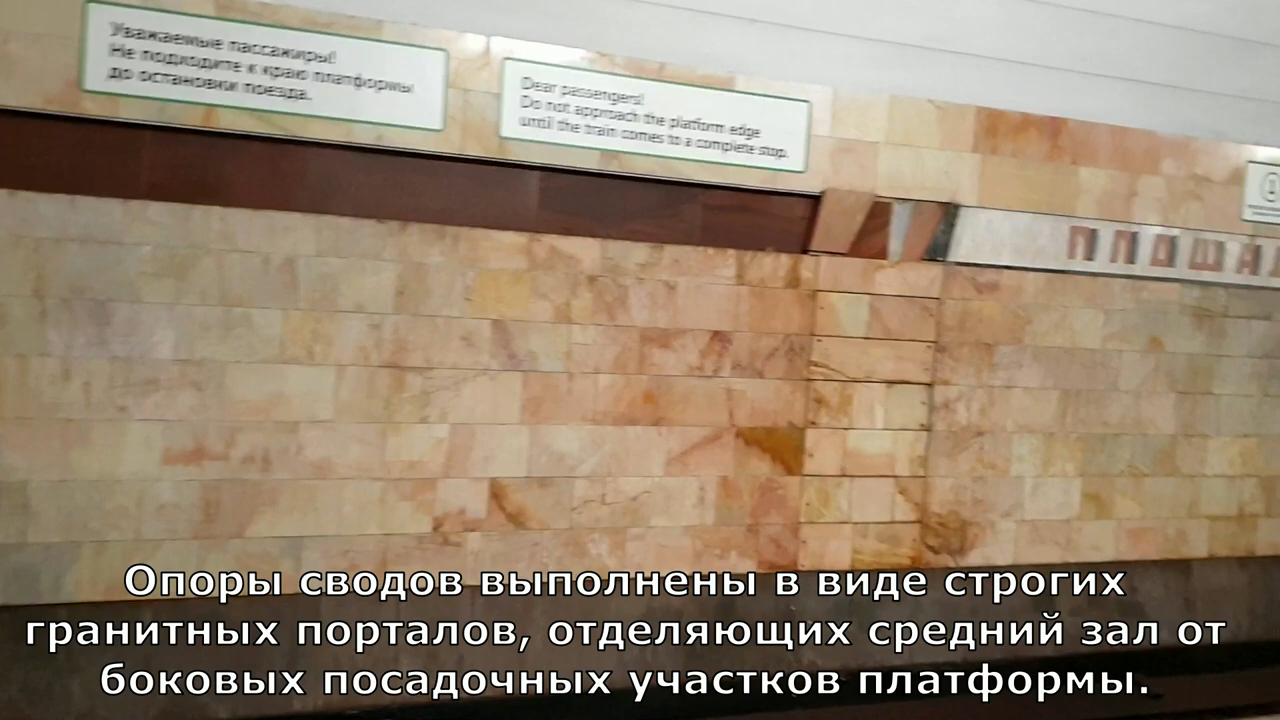 Уважаемые пассажиры!
Не подходите к краю платформы
до остановки поезда.
Dear passengers!
Do not approach the platform edge
until the train comes to a complete stop.
Опоры сводов выполнены в виде строгих
гранитных порталов, отделяющих средний зал от
боковых посадочных участков платформы.